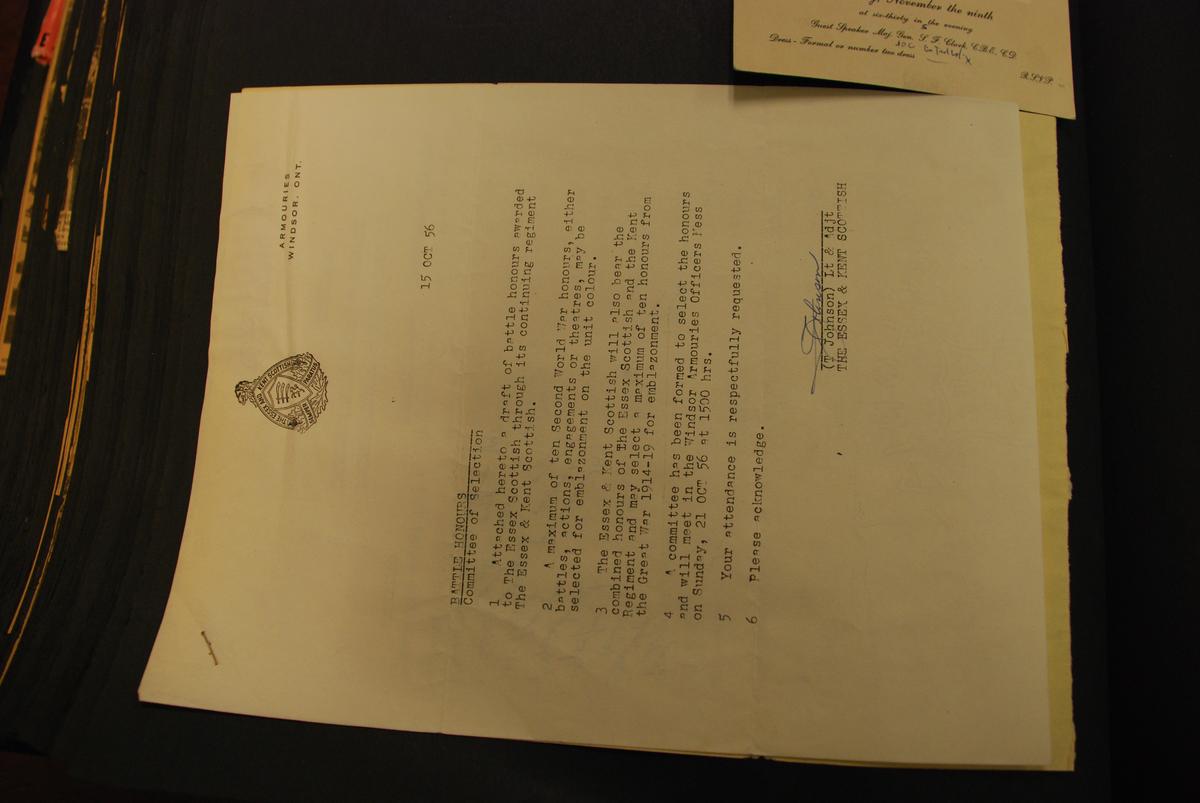 November the ninth
at six-thirty in the evening
Guest Speaker Maj. Gen. S. F. Clark, C.B.E., C.D.
Dress - Formal or number two dress
R.S.V.P.
ARMOURIES
WINDSOR, ONT.
THE ESSEX AND KENT SCOTTISH
15 OCT 56
BATTLE HONOURS
Committee of Selection
1 Attached hereto a draft of battle honours awarded
to The Essex Scottish through its continuing regiment
The Essex & Kent Scottish.
2 A maximum of ten Second World War honours, either
battles, actions, engagements or theatres, may be
selected for emblazonment on the unit colour.
3 The Essex & Kent Scottish will also bear the
combined honours of The Essex Scottish and the Kent
Regiment and may select a maximum of ten honours from
the Great War 1914-19 for emblazonment.
4 A committee has been formed to select the honours
and will meet in the Windsor Armouries Officers Mess
on Sunday, 21 OCT 56 at 1500 hrs.
5 Your attendance is respectfully requested.
6 Please acknowledge.
Johnson
(T Johnson) Lt & Adjt
THE ESSEX & KENT SCOTTISH